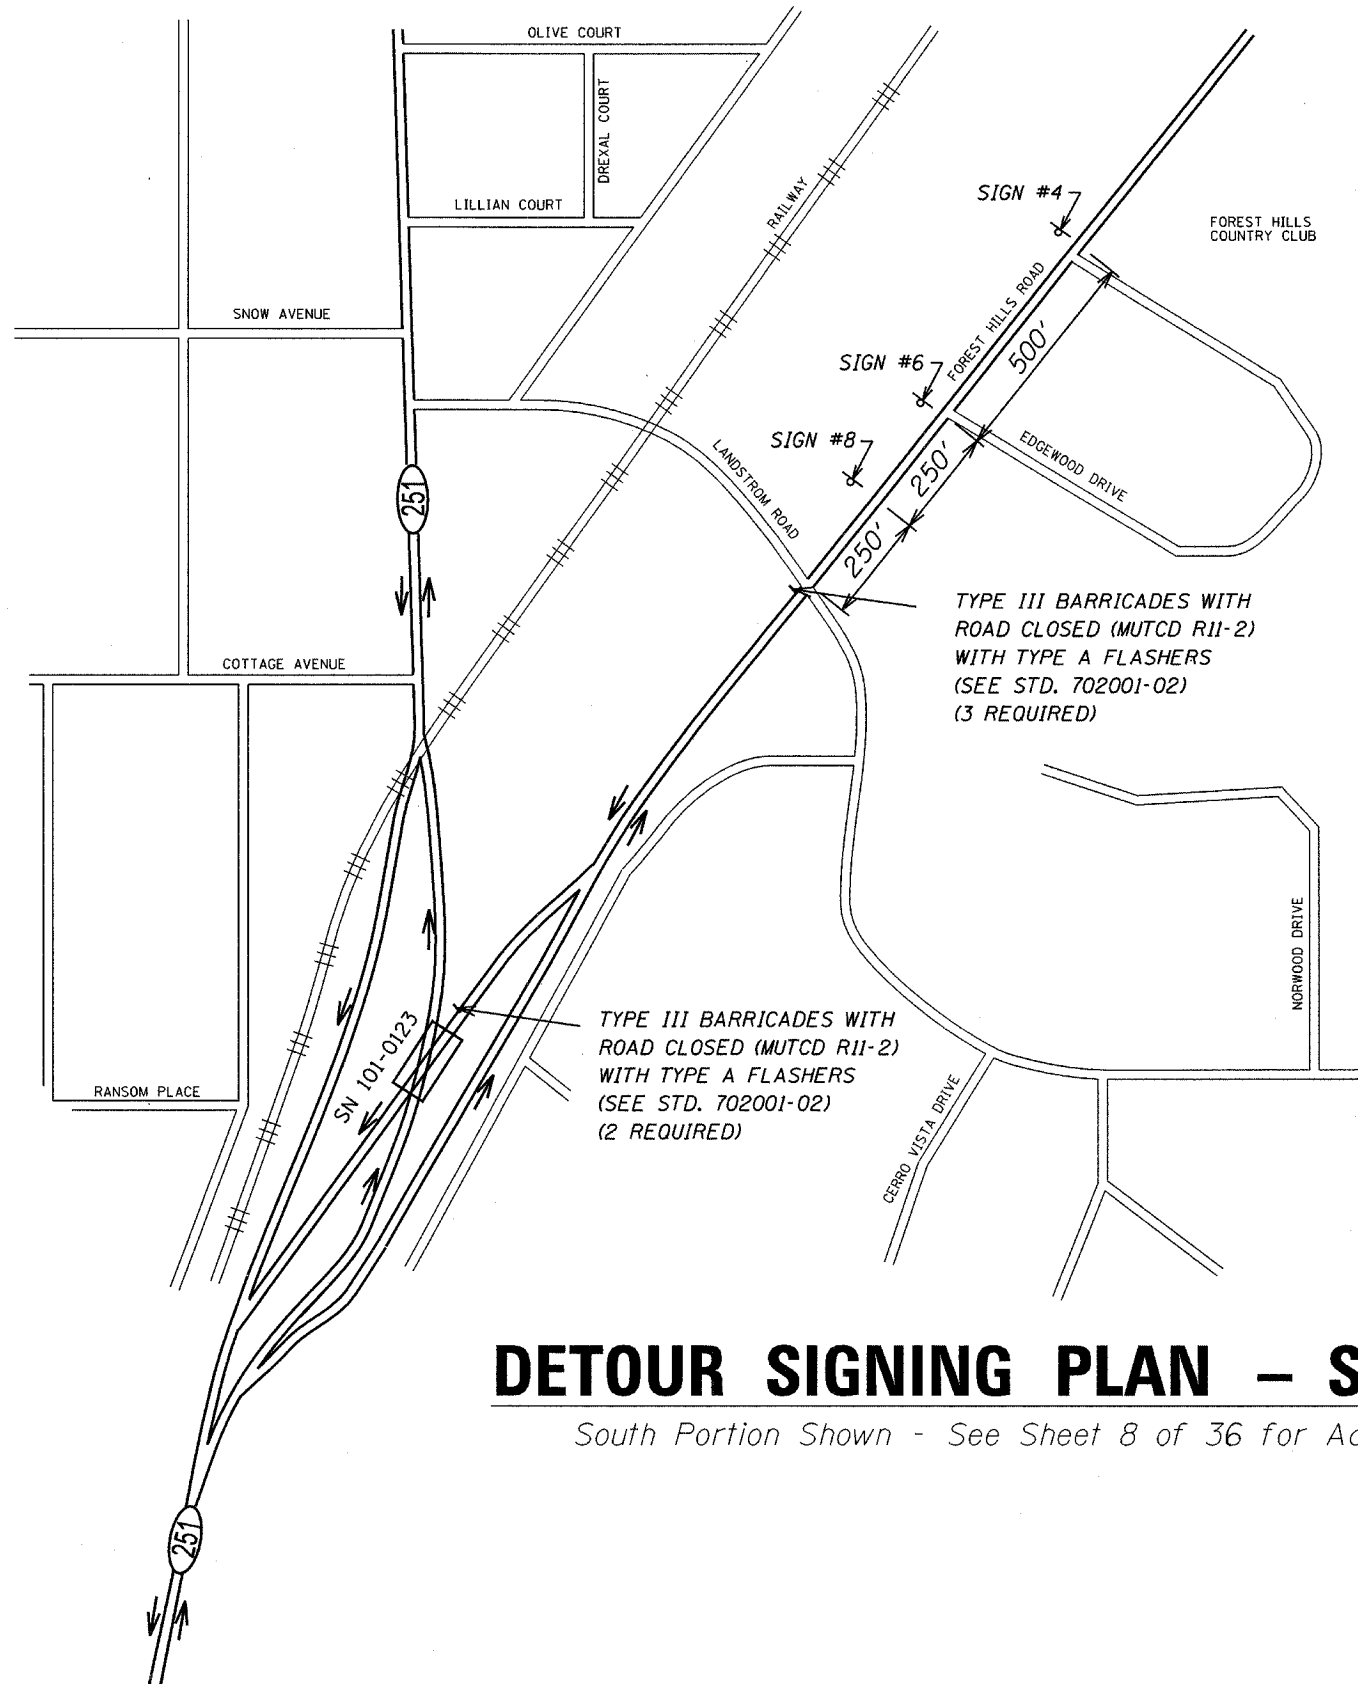 OLIVE COURT
DREXAL COURT
LILLIAN COURT
RAILWAY
SIGN #4
FOREST HILLS
COUNTRY CLUB
SNOW AVENUE
FOREST HILLS ROAD
500'
SIGN #6
SIGN #8
LANDSTROM ROAD
EDGEWOOD DRIVE
250'
250'
251
TYPE III BARRICADES WITH
ROAD CLOSED (MUTCD R11-2)
WITH TYPE A FLASHERS
(SEE STD. 702001-02)
(3 REQUIRED)
COTTAGE AVENUE
NORWOOD DRIVE
SN 101-0123
TYPE III BARRICADES WITH
ROAD CLOSED (MUTCD R11-2)
WITH TYPE A FLASHERS
(SEE STD. 702001-02)
(2 REQUIRED)
RANSOM PLACE
CERRO VISTA DRIVE
DETOUR SIGNING PLAN – S
South Portion Shown - See Sheet 8 of 36 for Ac
251